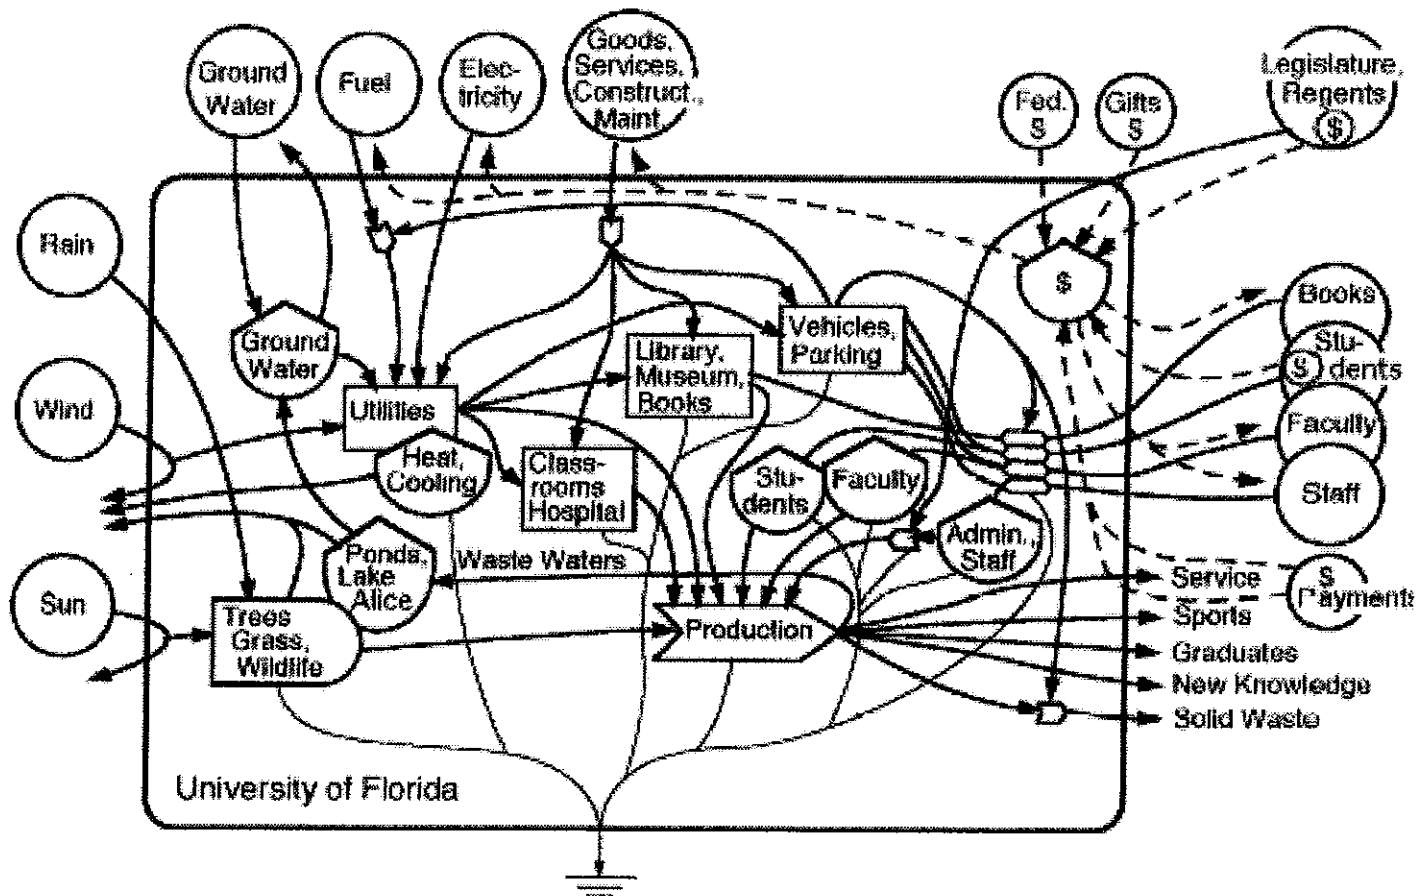 Ground
Water
Fuel
Elec-
tricity
Goods,
Services,
Construct.,
Maint.
Fed.
$
Gifts
$
Legislature,
Regents
$
Rain
Wind
Sun
Ground
Water
Utilities
Heat,
Cooling
Ponds,
Lake
Alice
Trees
Grass,
Wildlife
Waste Waters
Library,
Museum,
Books
Class-
rooms
Hospital
Vehicles,
Parking
Stu-
dents
Faculty
Admin.,
Staff
Production
$
Books
Stu-
dents
$
Faculty
Staff
$
Payments
Service
Sports
Graduates
New Knowledge
Solid Waste
University of Florida